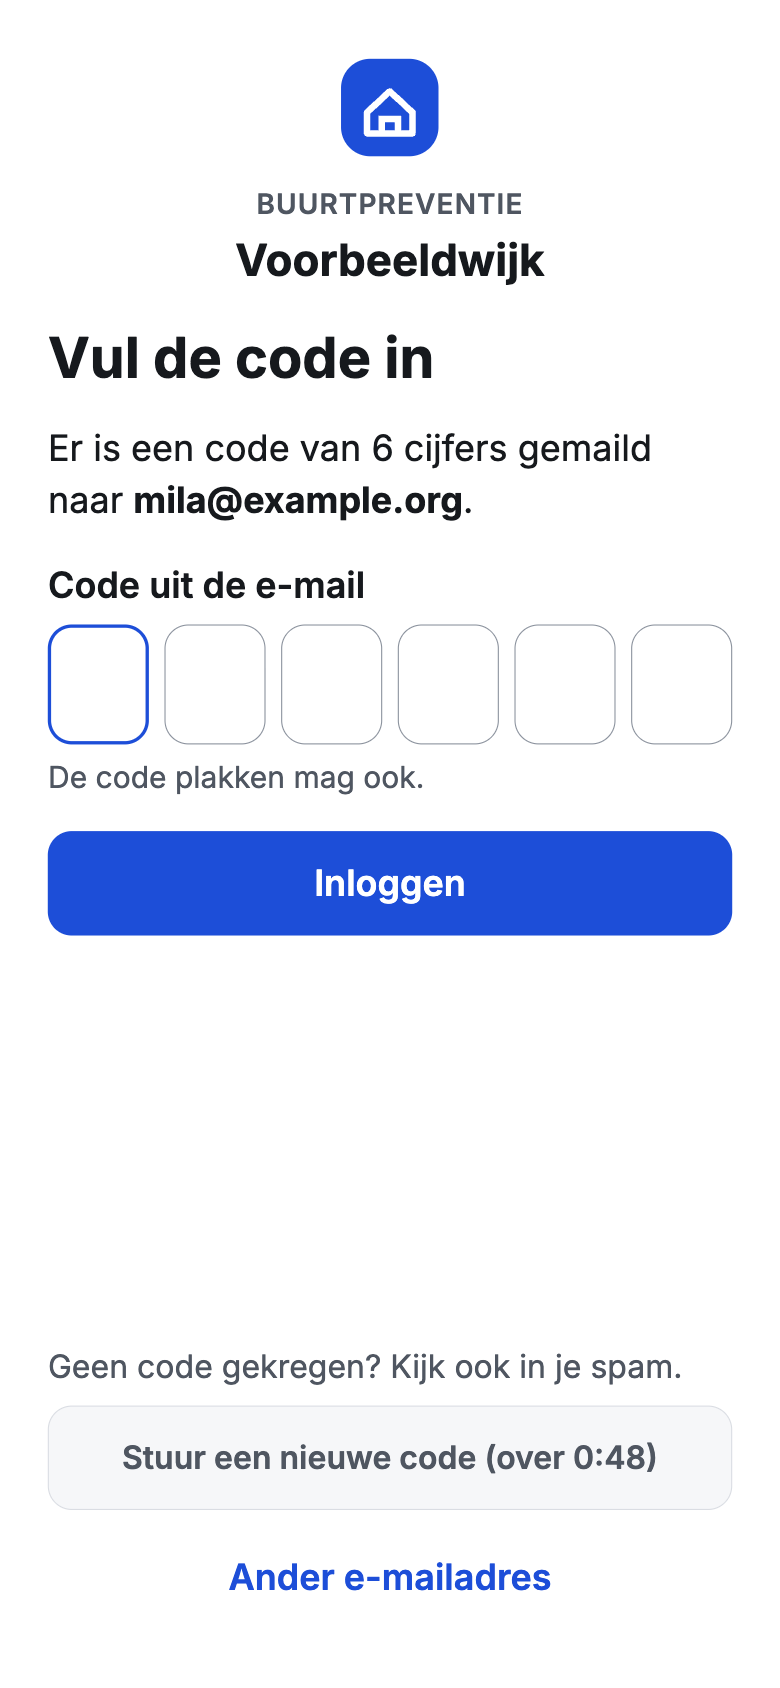 BUURTPREVENTIE
Voorbeeldwijk
Vul de code in
Er is een code van 6 cijfers gemaild
naar mila@example.org.
Code uit de e-mail
De code plakken mag ook.
Inloggen
Geen code gekregen? Kijk ook in je spam.
Stuur een nieuwe code (over 0:48)
Ander e-mailadres